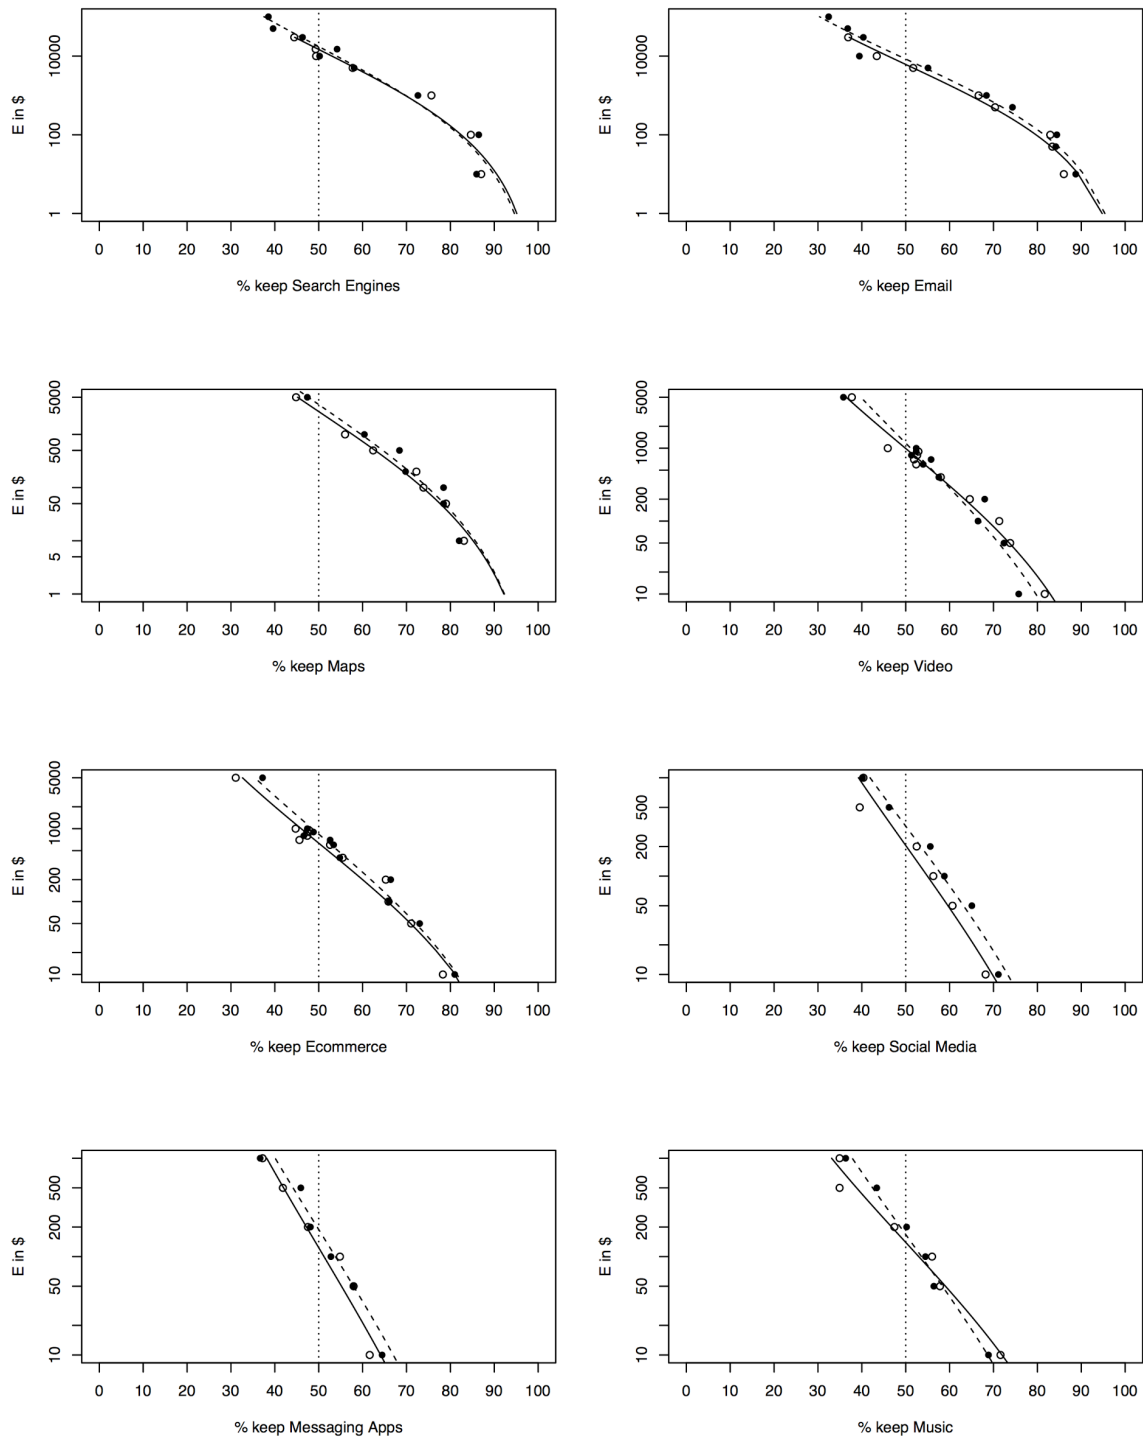 E in $
10000
100
1
0 10 20 30 40 50 60 70 80 90 100
% keep Search Engines
E in $
10000
100
1
0 10 20 30 40 50 60 70 80 90 100
% keep Email
E in $
5000
500
50
5
1
0 10 20 30 40 50 60 70 80 90 100
% keep Maps
E in $
5000
1000
200
50
10
0 10 20 30 40 50 60 70 80 90 100
% keep Video
E in $
5000
1000
200
50
10
0 10 20 30 40 50 60 70 80 90 100
% keep Ecommerce
E in $
500
200
50
10
0 10 20 30 40 50 60 70 80 90 100
% keep Social Media
E in $
500
200
50
10
0 10 20 30 40 50 60 70 80 90 100
% keep Messaging Apps
E in $
500
200
50
10
0 10 20 30 40 50 60 70 80 90 100
% keep Music